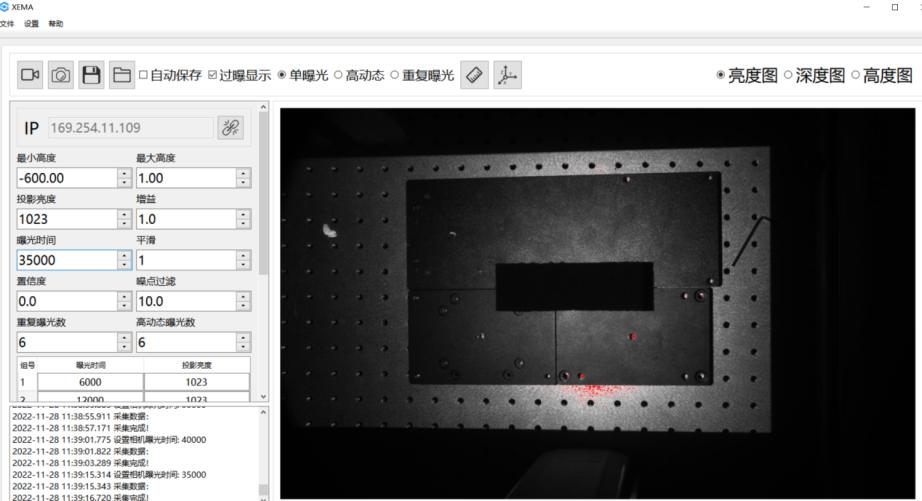 XEMA
文件 设置 帮助
自动保存 过曝显示 单曝光 高动态 重复曝光 亮度图 深度图 高度图
IP 169.254.11.109
最小高度 最大高度
-600.00 1.00
投影亮度 增益
1023 1.0
曝光时间 平滑
35000 1
置信度 噪点过滤
0.0 10.0
重复曝光数 高动态曝光数
6 6
组号 曝光时间 投影亮度
1 6000 1023
2 12000 1023
2022-11-28 11:38:55.911 采集数据:
2022-11-28 11:38:57.171 采集完成!
2022-11-28 11:39:01.775 设置相机曝光时间: 40000
2022-11-28 11:39:01.822 采集数据:
2022-11-28 11:39:03.289 采集完成!
2022-11-28 11:39:15.314 设置相机曝光时间: 35000
2022-11-28 11:39:15.343 采集数据:
2022-11-28 11:39:16.720 采集完成!